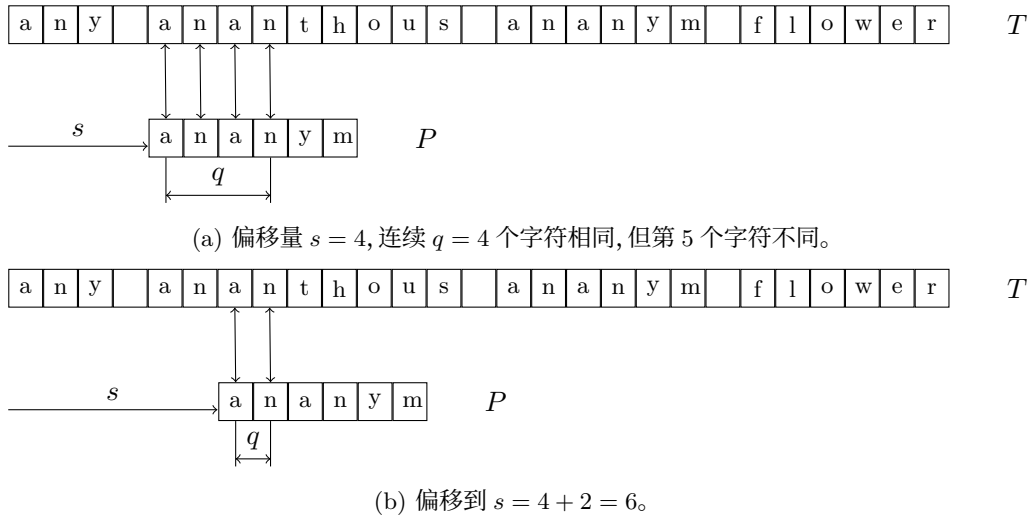 a n y a n a n t h o u s a n a n y m f l o w e r T
s a n a n y m P
q
(a) 偏移量 s = 4, 连续 q = 4 个字符相同, 但第 5 个字符不同。
a n y a n a n t h o u s a n a n y m f l o w e r T
s a n a n y m P
q
(b) 偏移到 s = 4 + 2 = 6。